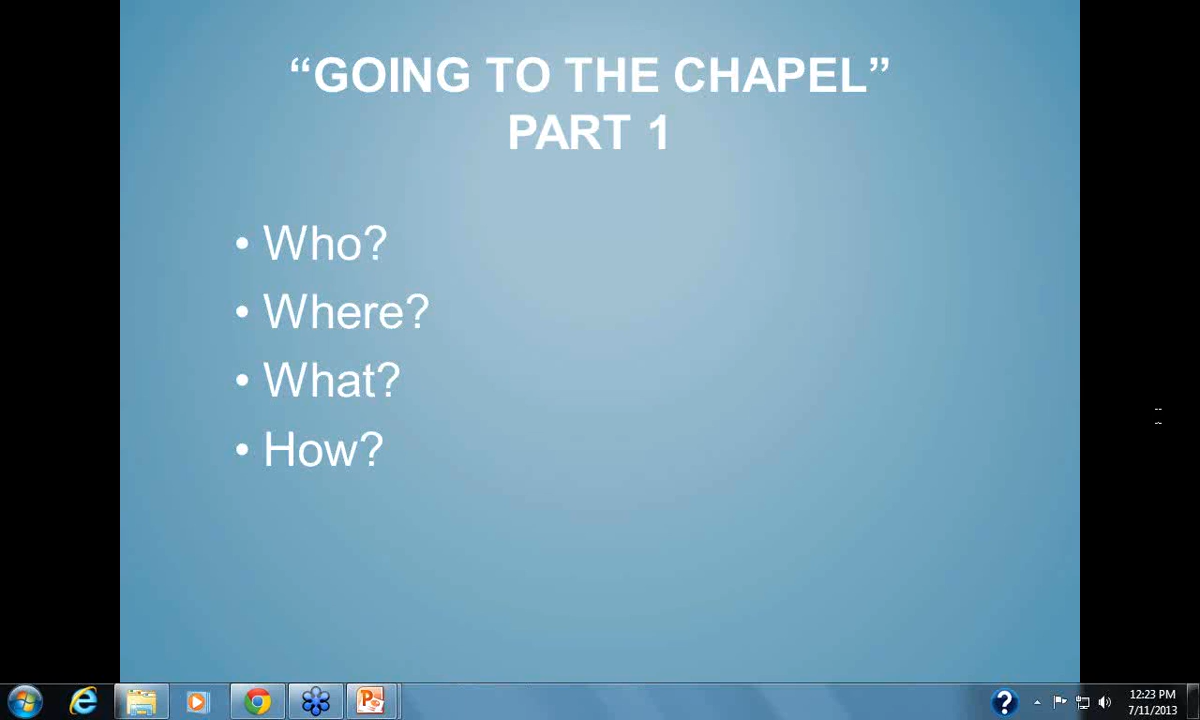 “GOING TO THE CHAPEL”
PART 1
• Who?
• Where?
• What?
• How?
12:23 PM
7/11/2013